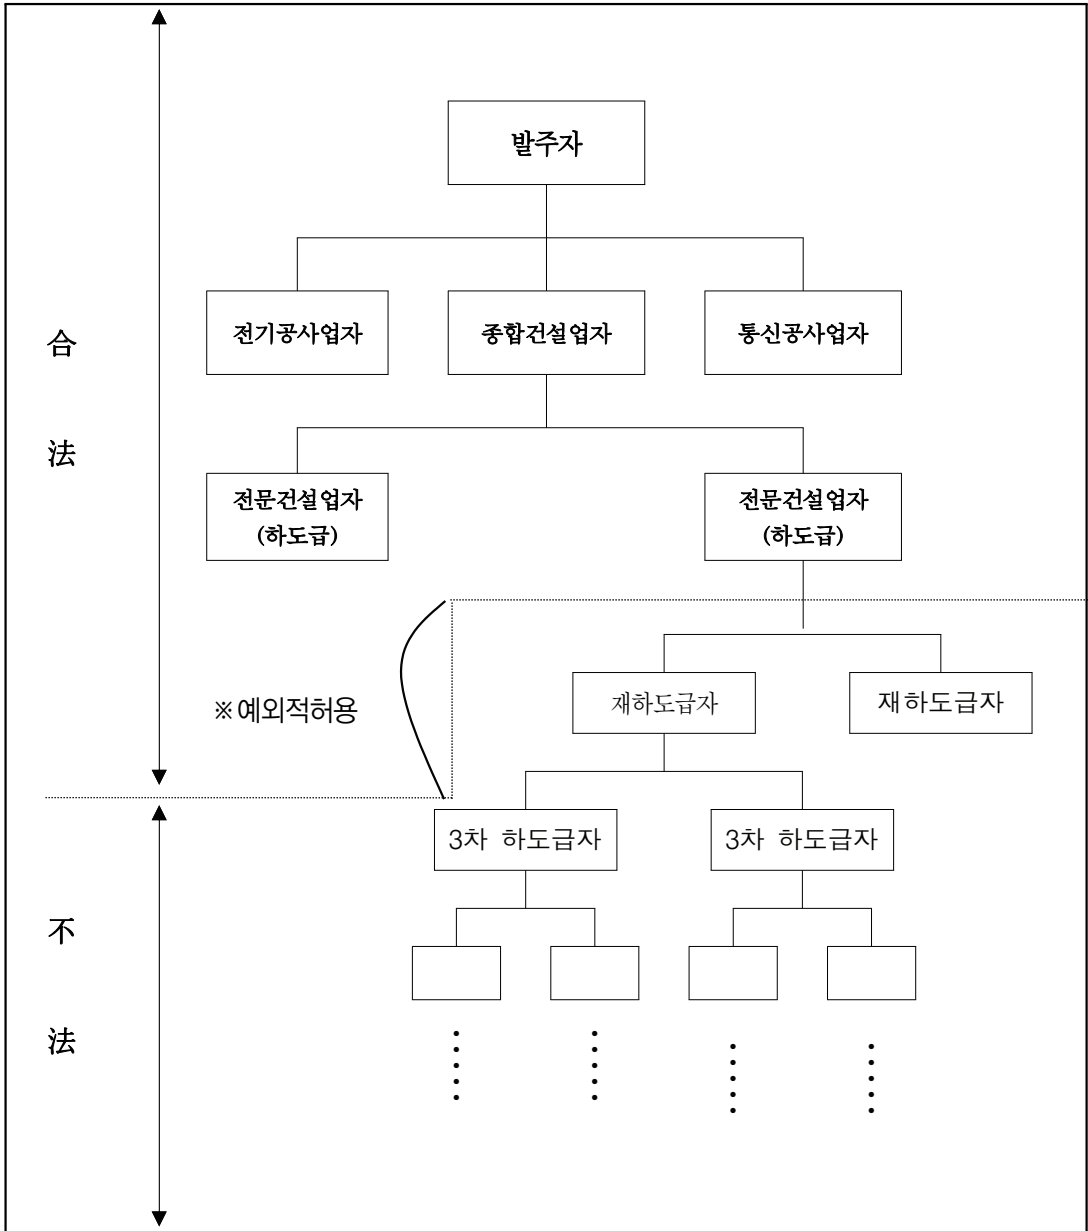 발주자
전기공사업자
종합건설업자
통신공사업자
合
法
전문건설업자
(하도급)
전문건설업자
(하도급)
※예외적허용
재하도급자
재하도급자
3차 하도급자
3차 하도급자
不
法